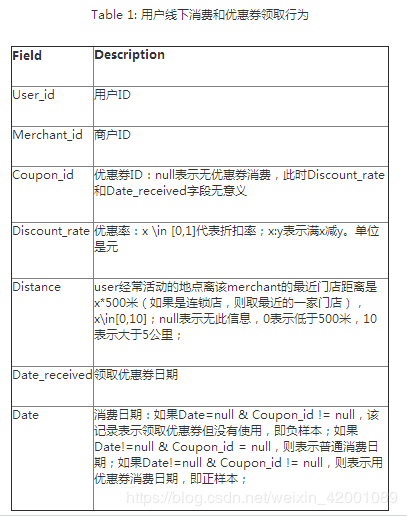 Table 1: 用户线下消费和优惠券领取行为
Field Description
User_id 用户ID
Merchant_id 商户ID
Coupon_id 优惠券ID：null表示无优惠券消费，此时Discount_rate
和Date_received字段无意义
Discount_rate 优惠率：x \in [0,1]代表折扣率；x:y表示满x减y。单位
是元
Distance user经常活动的地点离该merchant的最近门店距离是
x*500米（如果是连锁店，则取最近的一家门店），
x\in[0,10]；null表示无此信息，0表示低于500米，10
表示大于5公里；
Date_received 领取优惠券日期
Date 消费日期：如果Date=null & Coupon_id != null，该
记录表示领取优惠券但没有使用，即负样本；如果
Date!=null & Coupon_id = null，则表示普通消费日
期；如果Date!=null & Coupon_id != null，则表示用
优惠券消费日期，即正样本；
https://blog.csdn.net/weixin_42001089